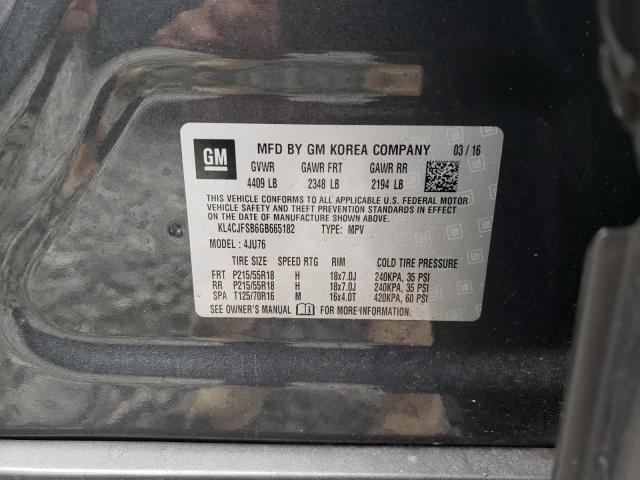 GM
MFD BY GM KOREA COMPANY 03 / 16
GVWR GAWR FRT GAWR RR
4409 LB 2348 LB 2194 LB
THIS VEHICLE CONFORMS TO ALL APPLICABLE U.S. FEDERAL MOTOR
VEHICLE SAFETY AND THEFT PREVENTION STANDARDS IN EFFECT ON
THE DATE OF MANUFACTURE SHOWN ABOVE.
KL4CJFSB6GB665182 TYPE: MPV
MODEL : 4JU76
TIRE SIZE SPEED RTG RIM COLD TIRE PRESSURE
FRT P215/55R18 H 18x7.0J 240KPA, 35 PSI
RR P215/55R18 H 18x7.0J 240KPA, 35 PSI
SPA T125/70R16 M 16x4.0T 420KPA, 60 PSI
SEE OWNER'S MANUAL FOR MORE INFORMATION.